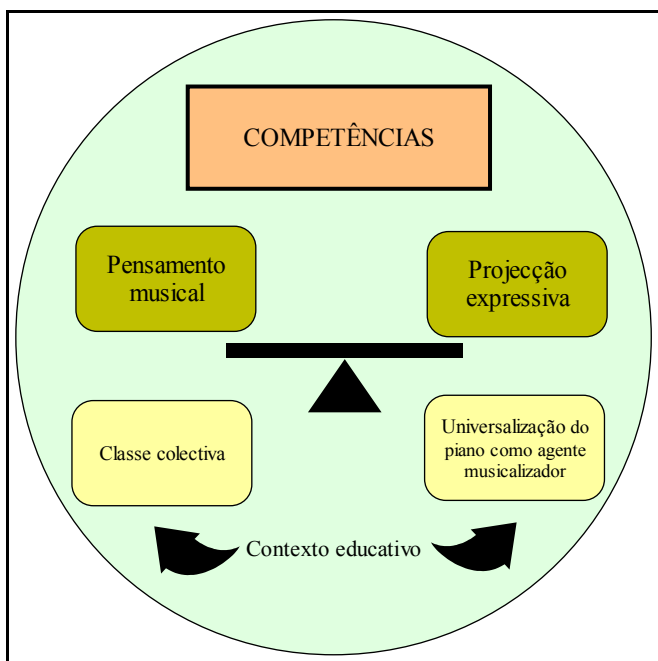 COMPETÊNCIAS
Pensamento
musical
Projecção
expressiva
Classe colectiva
Universalização do
piano como agente
musicalizador
Contexto educativo